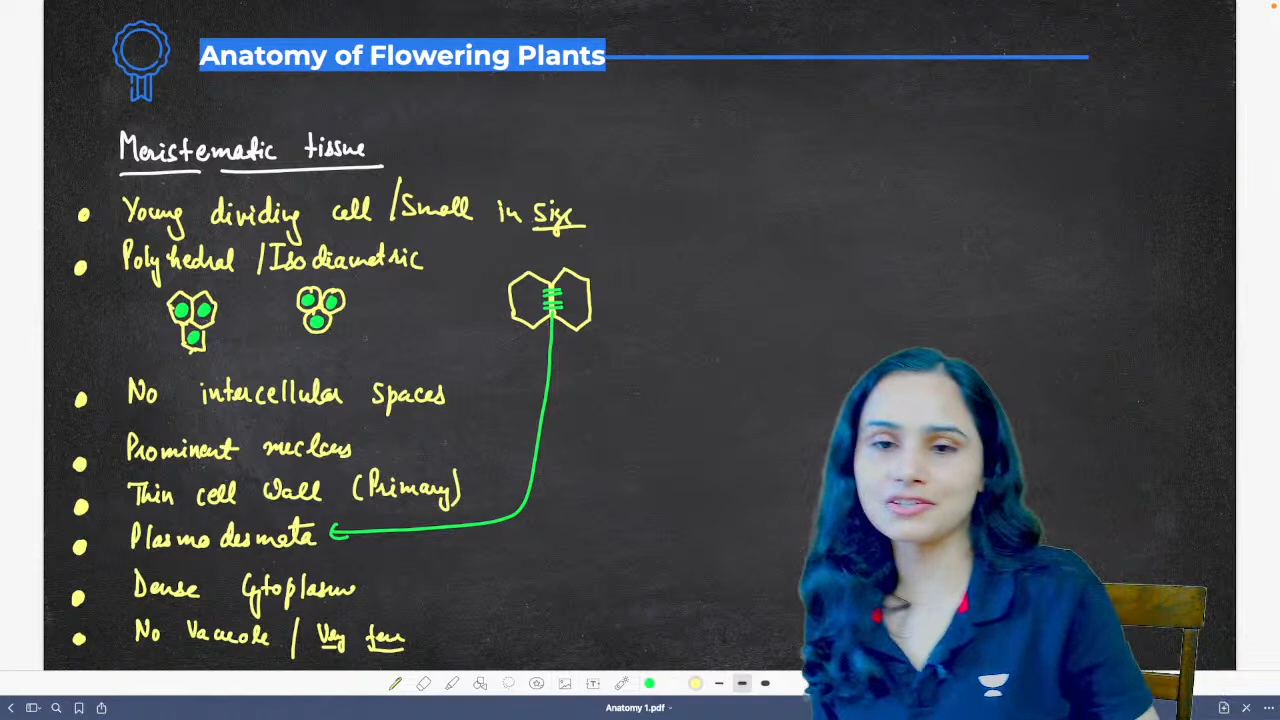 Anatomy of Flowering Plants
Meristematic tissue
Young dividing cell / Small in size
Polyhedral / Isodiametric
No intercellular spaces
Prominent nucleus
Thin cell wall (Primary)
Plasmodesmata
Dense Cytoplasm
No Vacuole / Very few
Anatomy 1.pdf